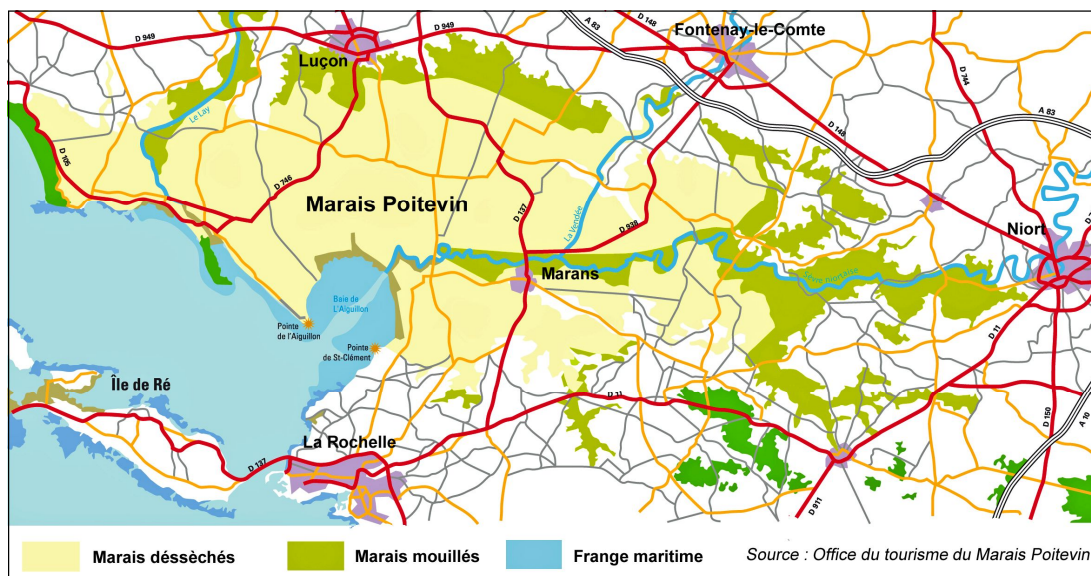 D 949
D 949
A 83
D 148
Fontenay-le-Comte
Luçon
D 744
Le Lay
A 83
D 148
D 105
D 746
Marais Poitevin
D 137
La Vendée
D 938
Niort
Marans
Sèvre Niortaise
Baie de
L'Aiguillon
Pointe
de l'Aiguillon
Pointe
de St-Clément
D 11
Île de Ré
D 150
A 10
La Rochelle
D 137
D 911
Marais déssèchés
Marais mouillés
Frange maritime
Source : Office du tourisme du Marais Poitevin